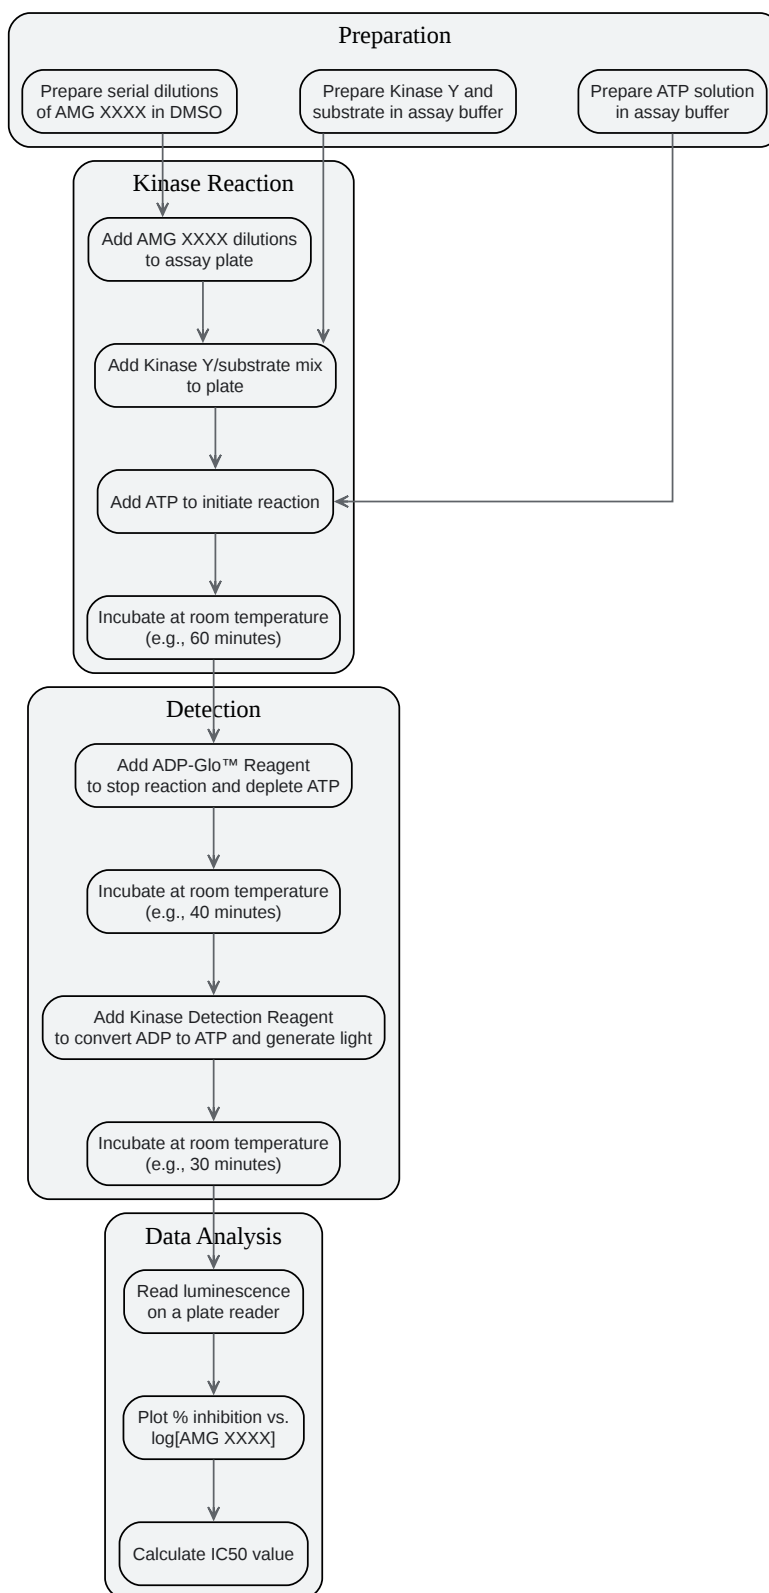 Preparation
Prepare serial dilutions
of AMG XXXX in DMSO
Prepare Kinase Y and
substrate in assay buffer
Prepare ATP solution
in assay buffer
Kinase Reaction
Add AMG XXXX dilutions
to assay plate
Add Kinase Y/substrate mix
to plate
Add ATP to initiate reaction
Incubate at room temperature
(e.g., 60 minutes)
Detection
Add ADP-Glo™ Reagent
to stop reaction and deplete ATP
Incubate at room temperature
(e.g., 40 minutes)
Add Kinase Detection Reagent
to convert ADP to ATP and generate light
Incubate at room temperature
(e.g., 30 minutes)
Data Analysis
Read luminescence
on a plate reader
Plot % inhibition vs.
log[AMG XXXX]
Calculate IC50 value